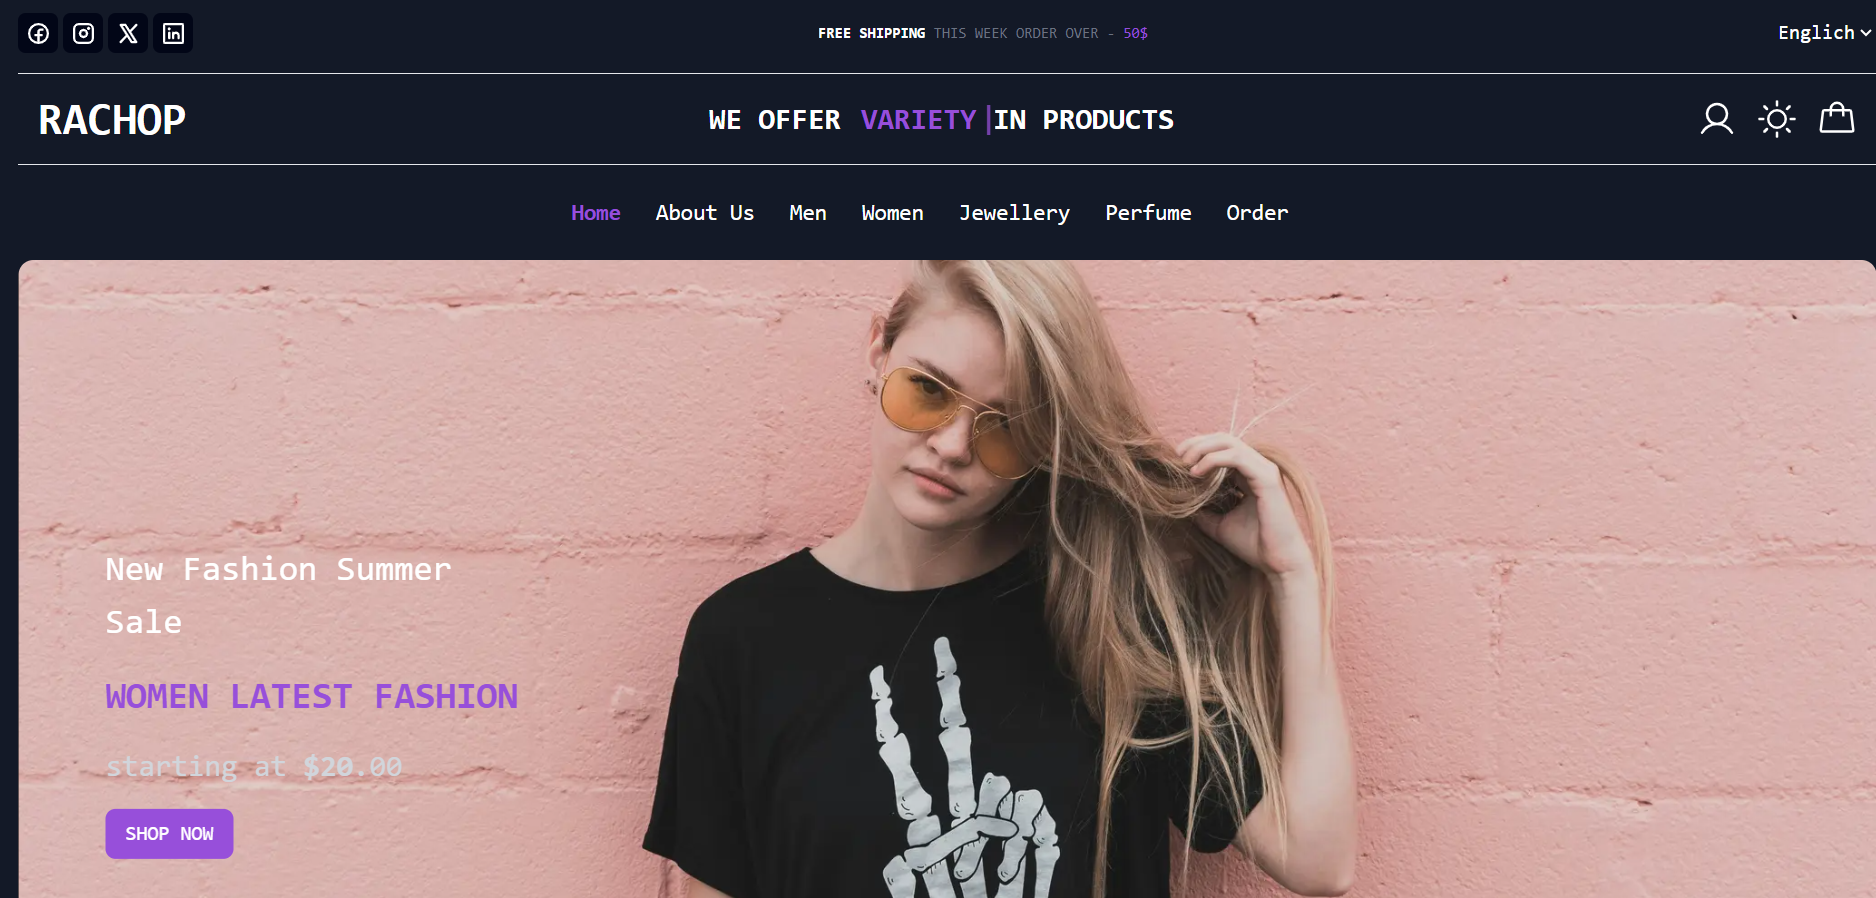 FREE SHIPPING THIS WEEK ORDER OVER - 50$
Englich
RACHOP
WE OFFER VARIETY|IN PRODUCTS
Home About Us Men Women Jewellery Perfume Order
New Fashion Summer
Sale
WOMEN LATEST FASHION
starting at $20.00
SHOP NOW